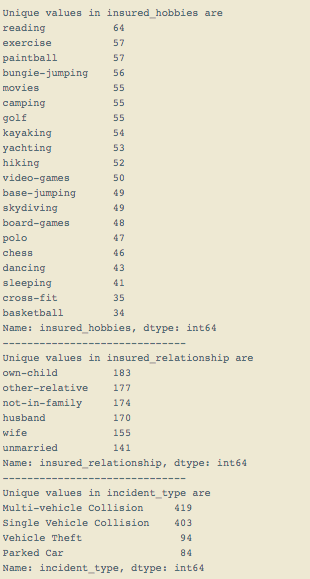 Unique values in insured_hobbies are
reading 64
exercise 57
paintball 57
bungie-jumping 56
movies 55
camping 55
golf 55
kayaking 54
yachting 53
hiking 52
video-games 50
base-jumping 49
skydiving 49
board-games 48
polo 47
chess 46
dancing 43
sleeping 41
cross-fit 35
basketball 34
Name: insured_hobbies, dtype: int64
------------------------------
Unique values in insured_relationship are
own-child 183
other-relative 177
not-in-family 174
husband 170
wife 155
unmarried 141
Name: insured_relationship, dtype: int64
------------------------------
Unique values in incident_type are
Multi-vehicle Collision 419
Single Vehicle Collision 403
Vehicle Theft 94
Parked Car 84
Name: incident_type, dtype: int64